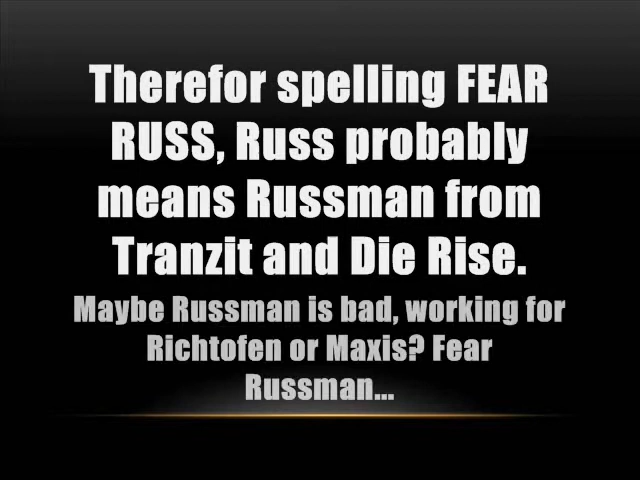 Therefor spelling FEAR
RUSS, Russ probably
means Russman from
Tranzit and Die Rise.
Maybe Russman is bad, working for
Richtofen or Maxis? Fear
Russman...